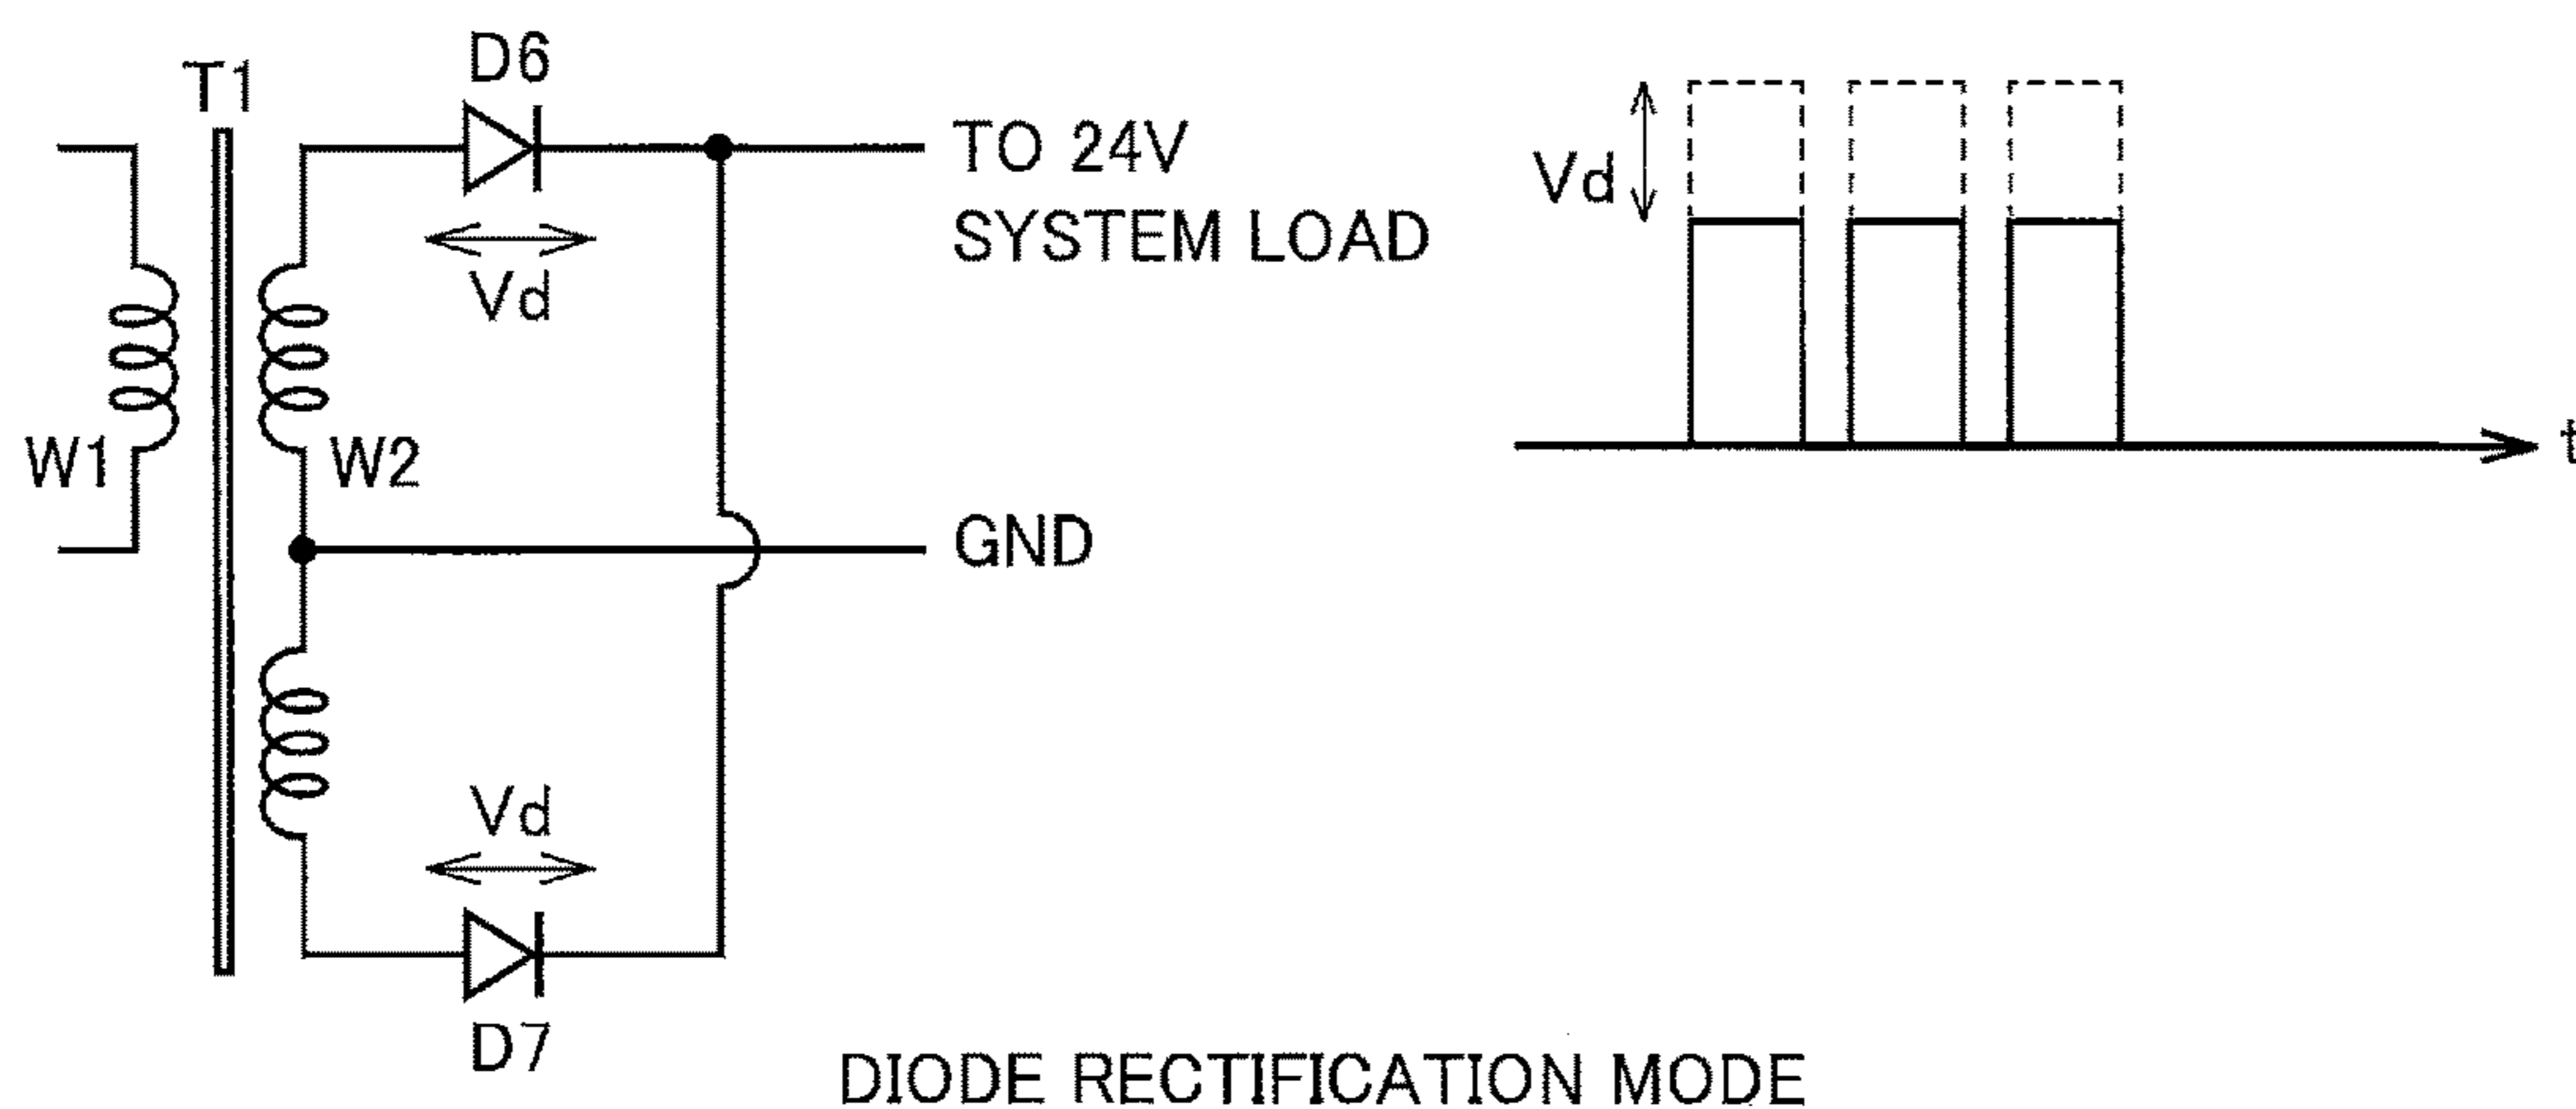 T1
D6
TO 24V
SYSTEM LOAD
Vd
Vd
W1
W2
t
GND
Vd
D7
DIODE RECTIFICATION MODE